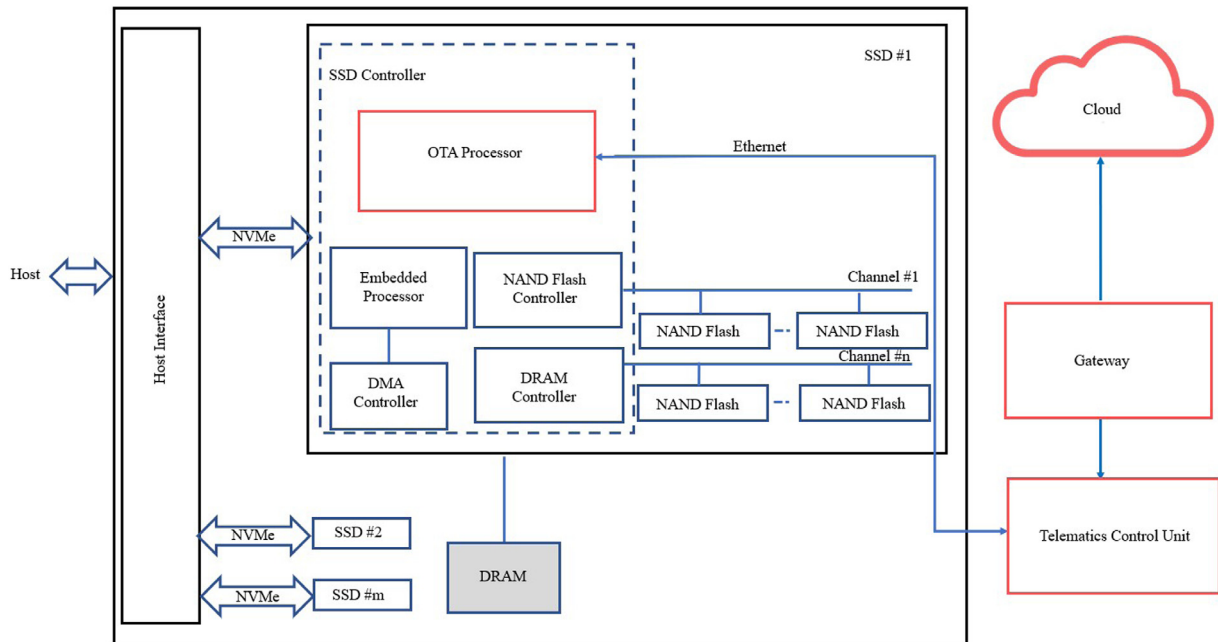 SSD #1
SSD Controller
Cloud
OTA Processor
Ethernet
NVMe
Host
Host Interface
Embedded
Processor
NAND Flash
Controller
Channel #1
NAND Flash
NAND Flash
Channel #n
DMA
Controller
DRAM
Controller
NAND Flash
NAND Flash
Gateway
NVMe
SSD #2
Telematics Control Unit
DRAM
NVMe
SSD #m